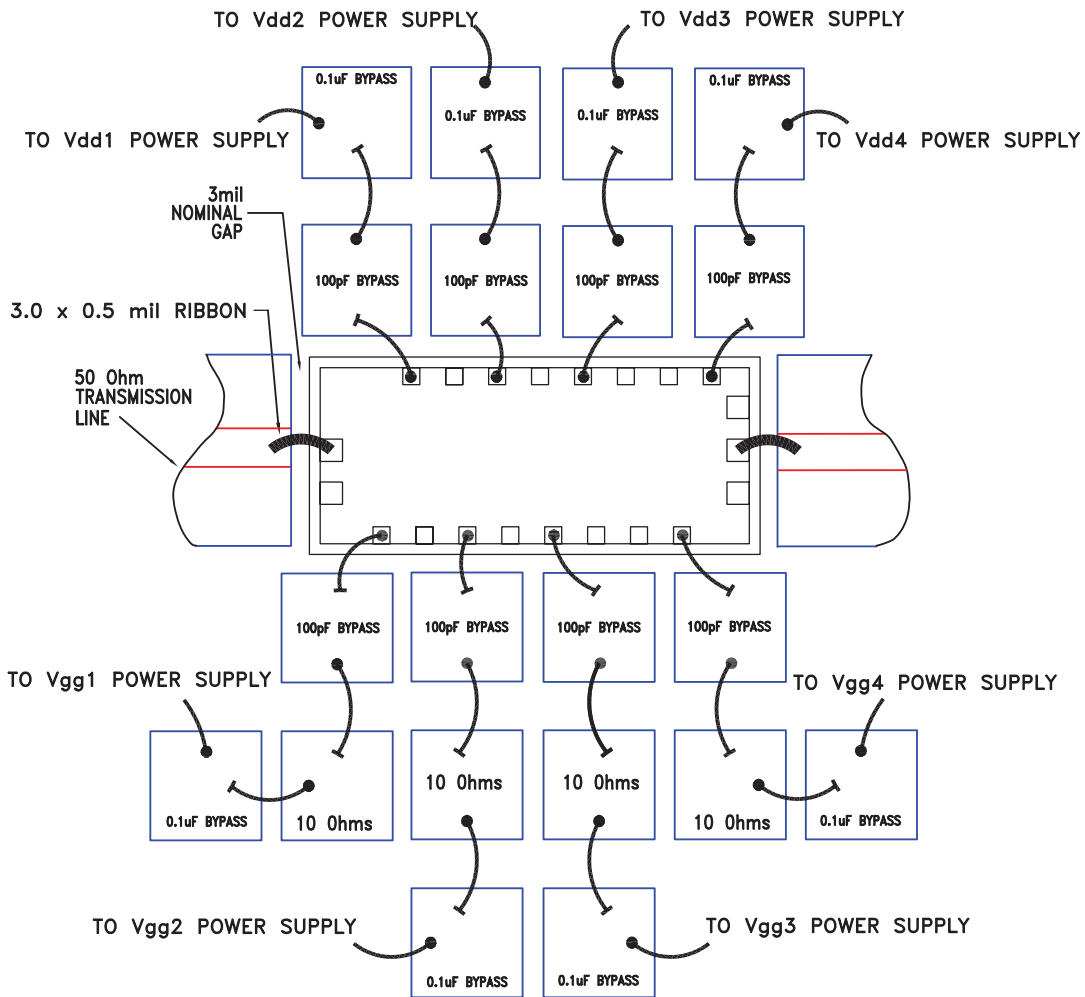 TO Vdd2 POWER SUPPLY
TO Vdd3 POWER SUPPLY
0.1uF BYPASS
0.1uF BYPASS
0.1uF BYPASS
0.1uF BYPASS
TO Vdd1 POWER SUPPLY
TO Vdd4 POWER SUPPLY
3mil
NOMINAL
GAP
100pF BYPASS
100pF BYPASS
100pF BYPASS
100pF BYPASS
3.0 x 0.5 mil RIBBON
50 Ohm
TRANSMISSION
LINE
100pF BYPASS
100pF BYPASS
100pF BYPASS
100pF BYPASS
TO Vgg1 POWER SUPPLY
TO Vgg4 POWER SUPPLY
10 Ohms
10 Ohms
0.1uF BYPASS
10 Ohms
10 Ohms
0.1uF BYPASS
TO Vgg2 POWER SUPPLY
TO Vgg3 POWER SUPPLY
0.1uF BYPASS
0.1uF BYPASS